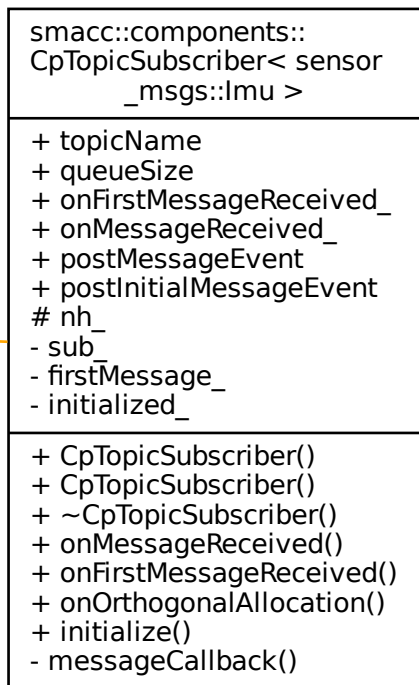 smacc::components::
CpTopicSubscriber< sensor
_msgs::Imu >
+ topicName
+ queueSize
+ onFirstMessageReceived_
+ onMessageReceived_
+ postMessageEvent
+ postInitialMessageEvent
# nh_
- sub_
- firstMessage_
- initialized_
+ CpTopicSubscriber()
+ CpTopicSubscriber()
+ ~CpTopicSubscriber()
+ onMessageReceived()
+ onFirstMessageReceived()
+ onOrthogonalAllocation()
+ initialize()
- messageCallback()